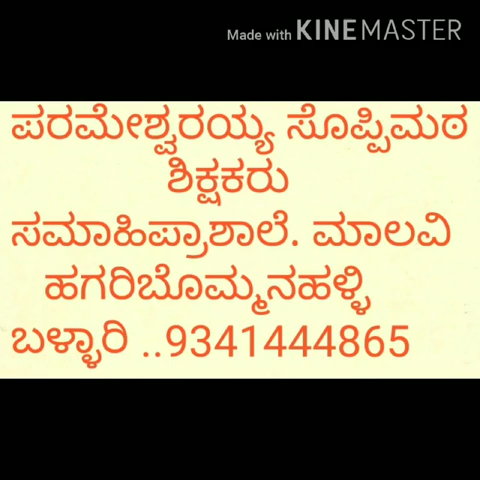 Made with KINEMASTER
ಪರಮೇಶ್ವರಯ್ಯ ಸೊಪ್ಪಿಮಠ
ಶಿಕ್ಷಕರು
ಸಮಾಹಿಪ್ರಾಶಾಲೆ. ಮಾಲವಿ
ಹಗರಿಬೊಮ್ಮನಹಳ್ಳಿ
ಬಳ್ಳಾರಿ ..9341444865